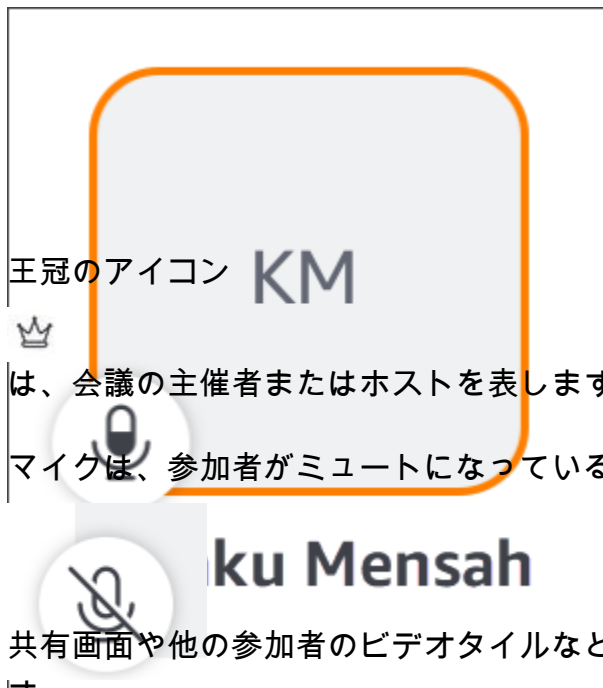 王冠のアイコン
KM
は、会議の主催者またはホストを表します
マイクは、参加者がミュートになっている
ku Mensah
共有画面や他の参加者のビデオタイルなど
す